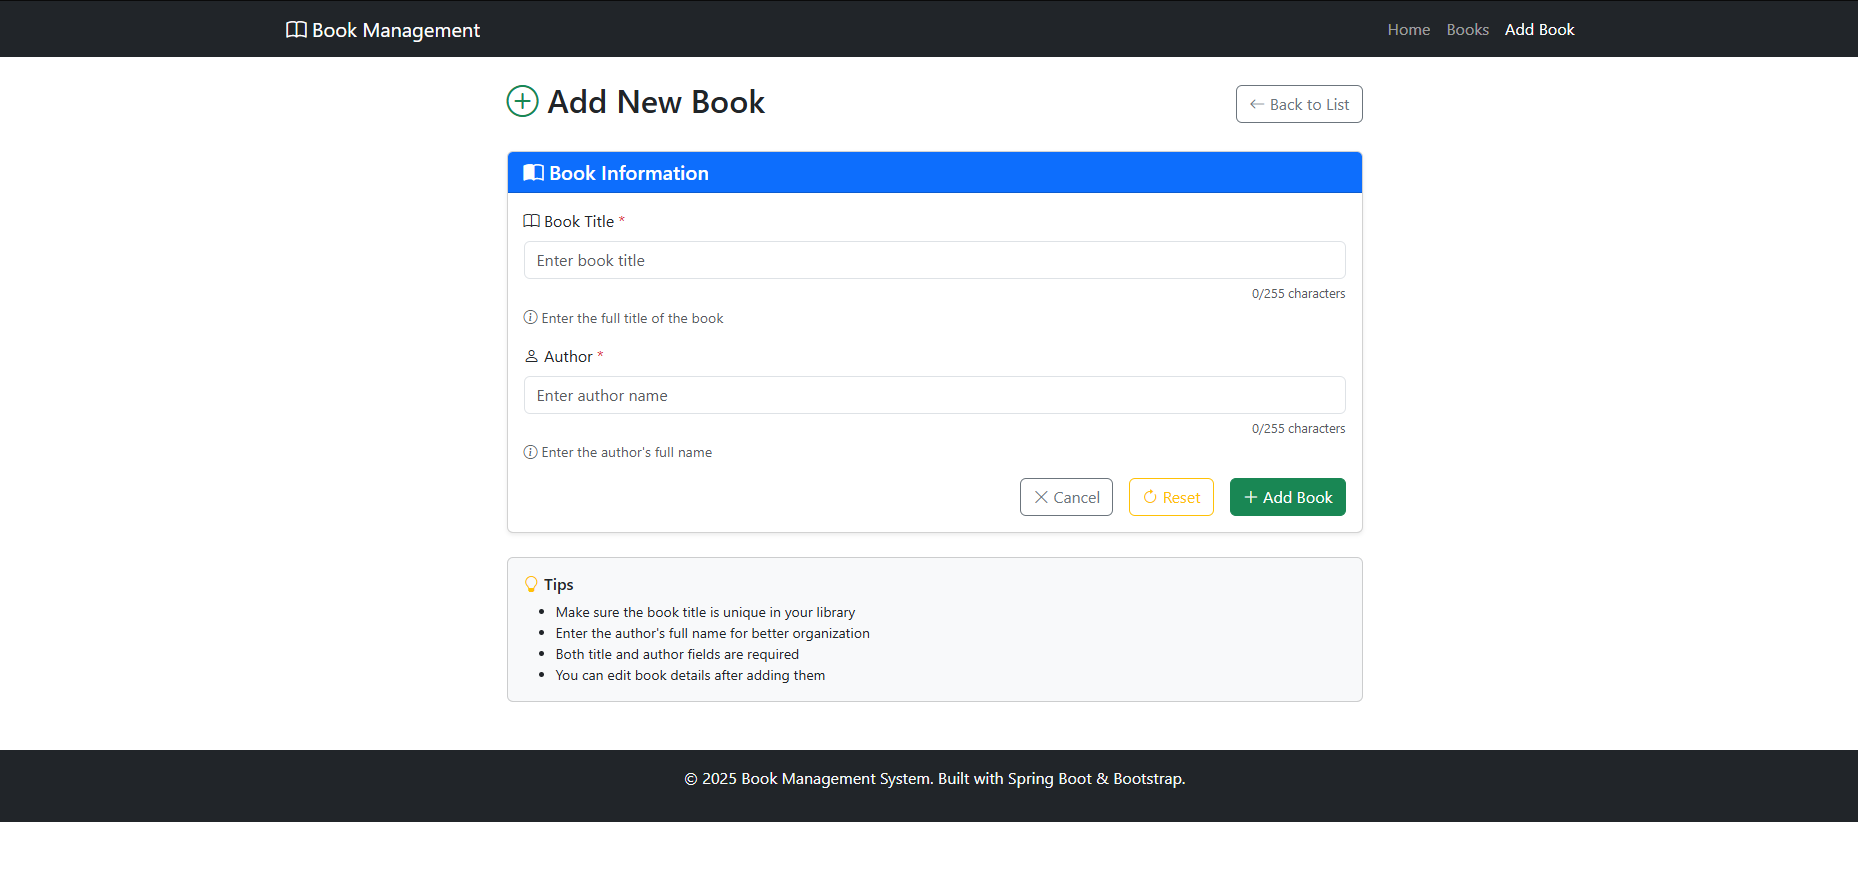 Book Management
Home Books Add Book
Add New Book
← Back to List
Book Information
Book Title *
Enter book title
0/255 characters
Enter the full title of the book
Author *
Enter author name
0/255 characters
Enter the author's full name
Cancel Reset + Add Book
Tips
• Make sure the book title is unique in your library
• Enter the author's full name for better organization
• Both title and author fields are required
• You can edit book details after adding them
© 2025 Book Management System. Built with Spring Boot & Bootstrap.